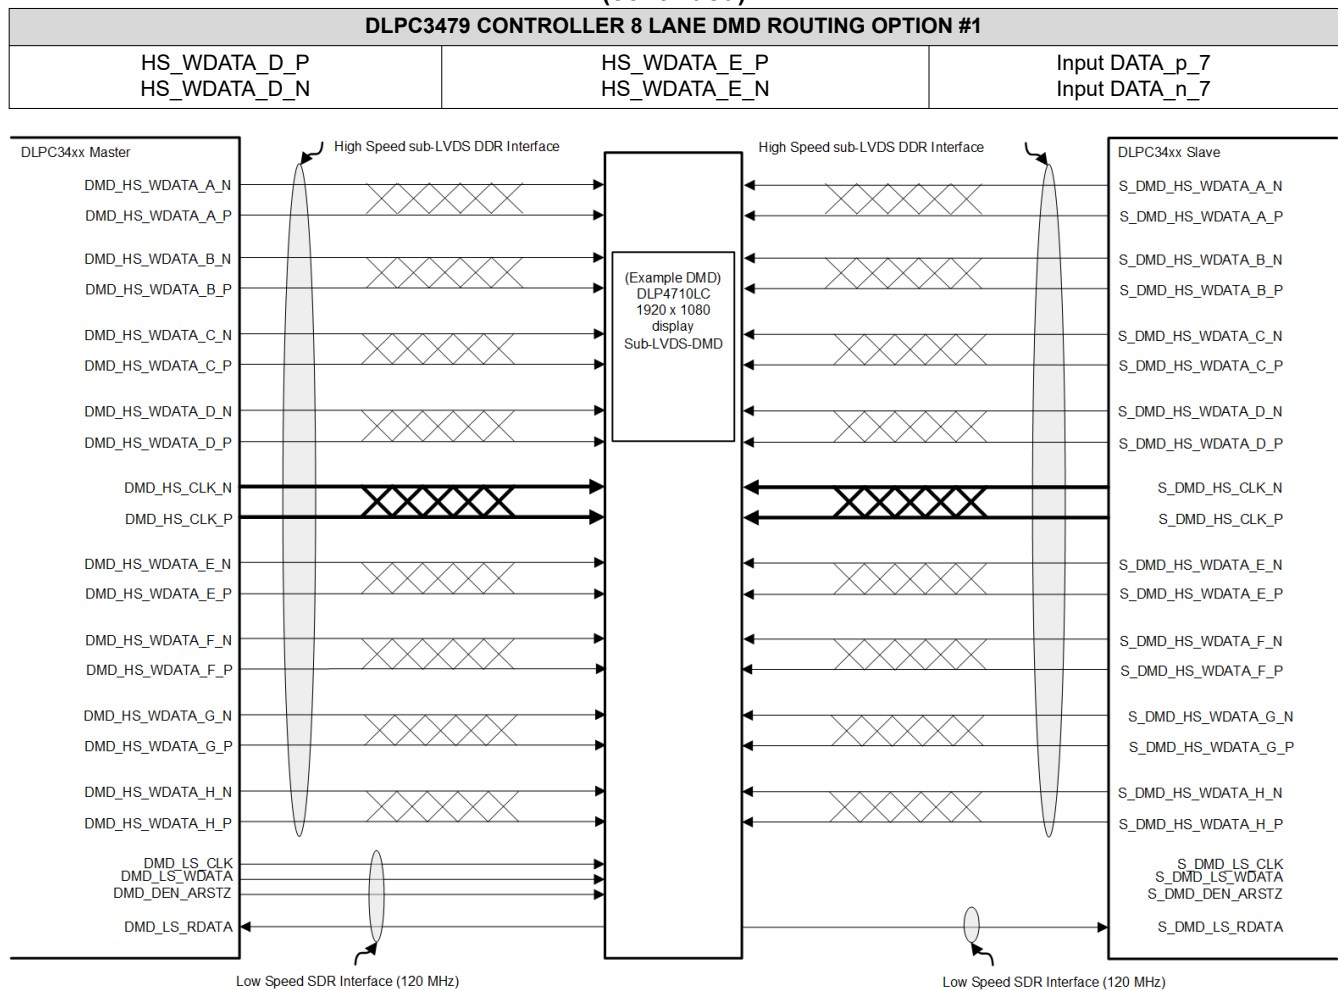 DLPC3479 CONTROLLER 8 LANE DMD ROUTING OPTION #1
HS_WDATA_D_P
HS_WDATA_D_N
HS_WDATA_E_P
HS_WDATA_E_N
Input DATA_p_7
Input DATA_n_7
DLPC34xx Master
High Speed sub-LVDS DDR Interface
High Speed sub-LVDS DDR Interface
DLPC34xx Slave
DMD_HS_WDATA_A_N
DMD_HS_WDATA_A_P
DMD_HS_WDATA_B_N
DMD_HS_WDATA_B_P
DMD_HS_WDATA_C_N
DMD_HS_WDATA_C_P
DMD_HS_WDATA_D_N
DMD_HS_WDATA_D_P
DMD_HS_CLK_N
DMD_HS_CLK_P
DMD_HS_WDATA_E_N
DMD_HS_WDATA_E_P
DMD_HS_WDATA_F_N
DMD_HS_WDATA_F_P
DMD_HS_WDATA_G_N
DMD_HS_WDATA_G_P
DMD_HS_WDATA_H_N
DMD_HS_WDATA_H_P
DMD_LS_CLK
DMD_LS_WDATA
DMD_DEN_ARSTZ
DMD_LS_RDATA
Low Speed SDR Interface (120 MHz)
(Example DMD)
DLP4710LC
1920 x 1080
display
Sub-LVDS-DMD
S_DMD_HS_WDATA_A_N
S_DMD_HS_WDATA_A_P
S_DMD_HS_WDATA_B_N
S_DMD_HS_WDATA_B_P
S_DMD_HS_WDATA_C_N
S_DMD_HS_WDATA_C_P
S_DMD_HS_WDATA_D_N
S_DMD_HS_WDATA_D_P
S_DMD_HS_CLK_N
S_DMD_HS_CLK_P
S_DMD_HS_WDATA_E_N
S_DMD_HS_WDATA_E_P
S_DMD_HS_WDATA_F_N
S_DMD_HS_WDATA_F_P
S_DMD_HS_WDATA_G_N
S_DMD_HS_WDATA_G_P
S_DMD_HS_WDATA_H_N
S_DMD_HS_WDATA_H_P
S_DMD_LS_CLK
S_DMD_LS_WDATA
S_DMD_DEN_ARSTZ
S_DMD_LS_RDATA
Low Speed SDR Interface (120 MHz)